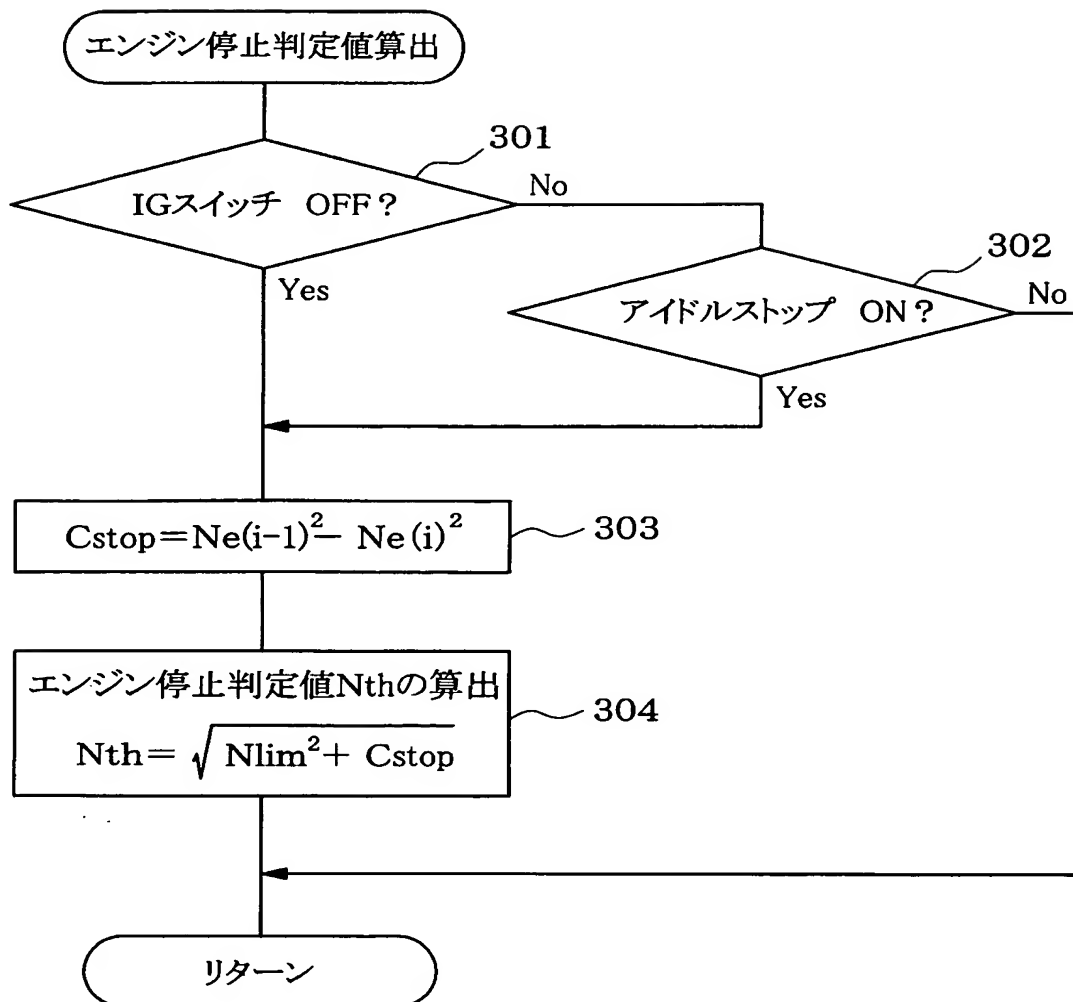 エンジン停止判定値算出
301
IGスイッチ OFF?
No
302
Yes
アイドルストップ ON?
No
Yes
Cstop=Ne(i-1)²- Ne(i)²
303
エンジン停止判定値Nthの算出
304
Nth=√Nlim²+ Cstop
リターン